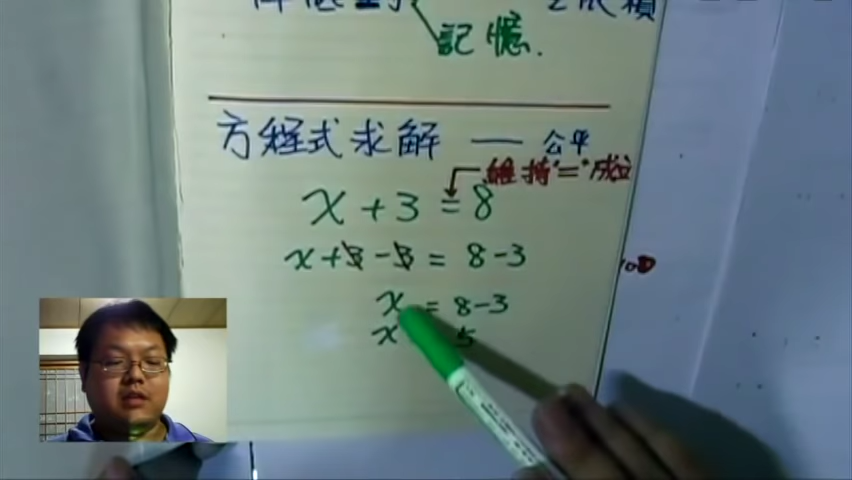 記憶.
方程式求解 — 公平
維持"="成立
x + 3 = 8
x + 3 - 3 = 8 - 3
x = 8 - 3
x 5